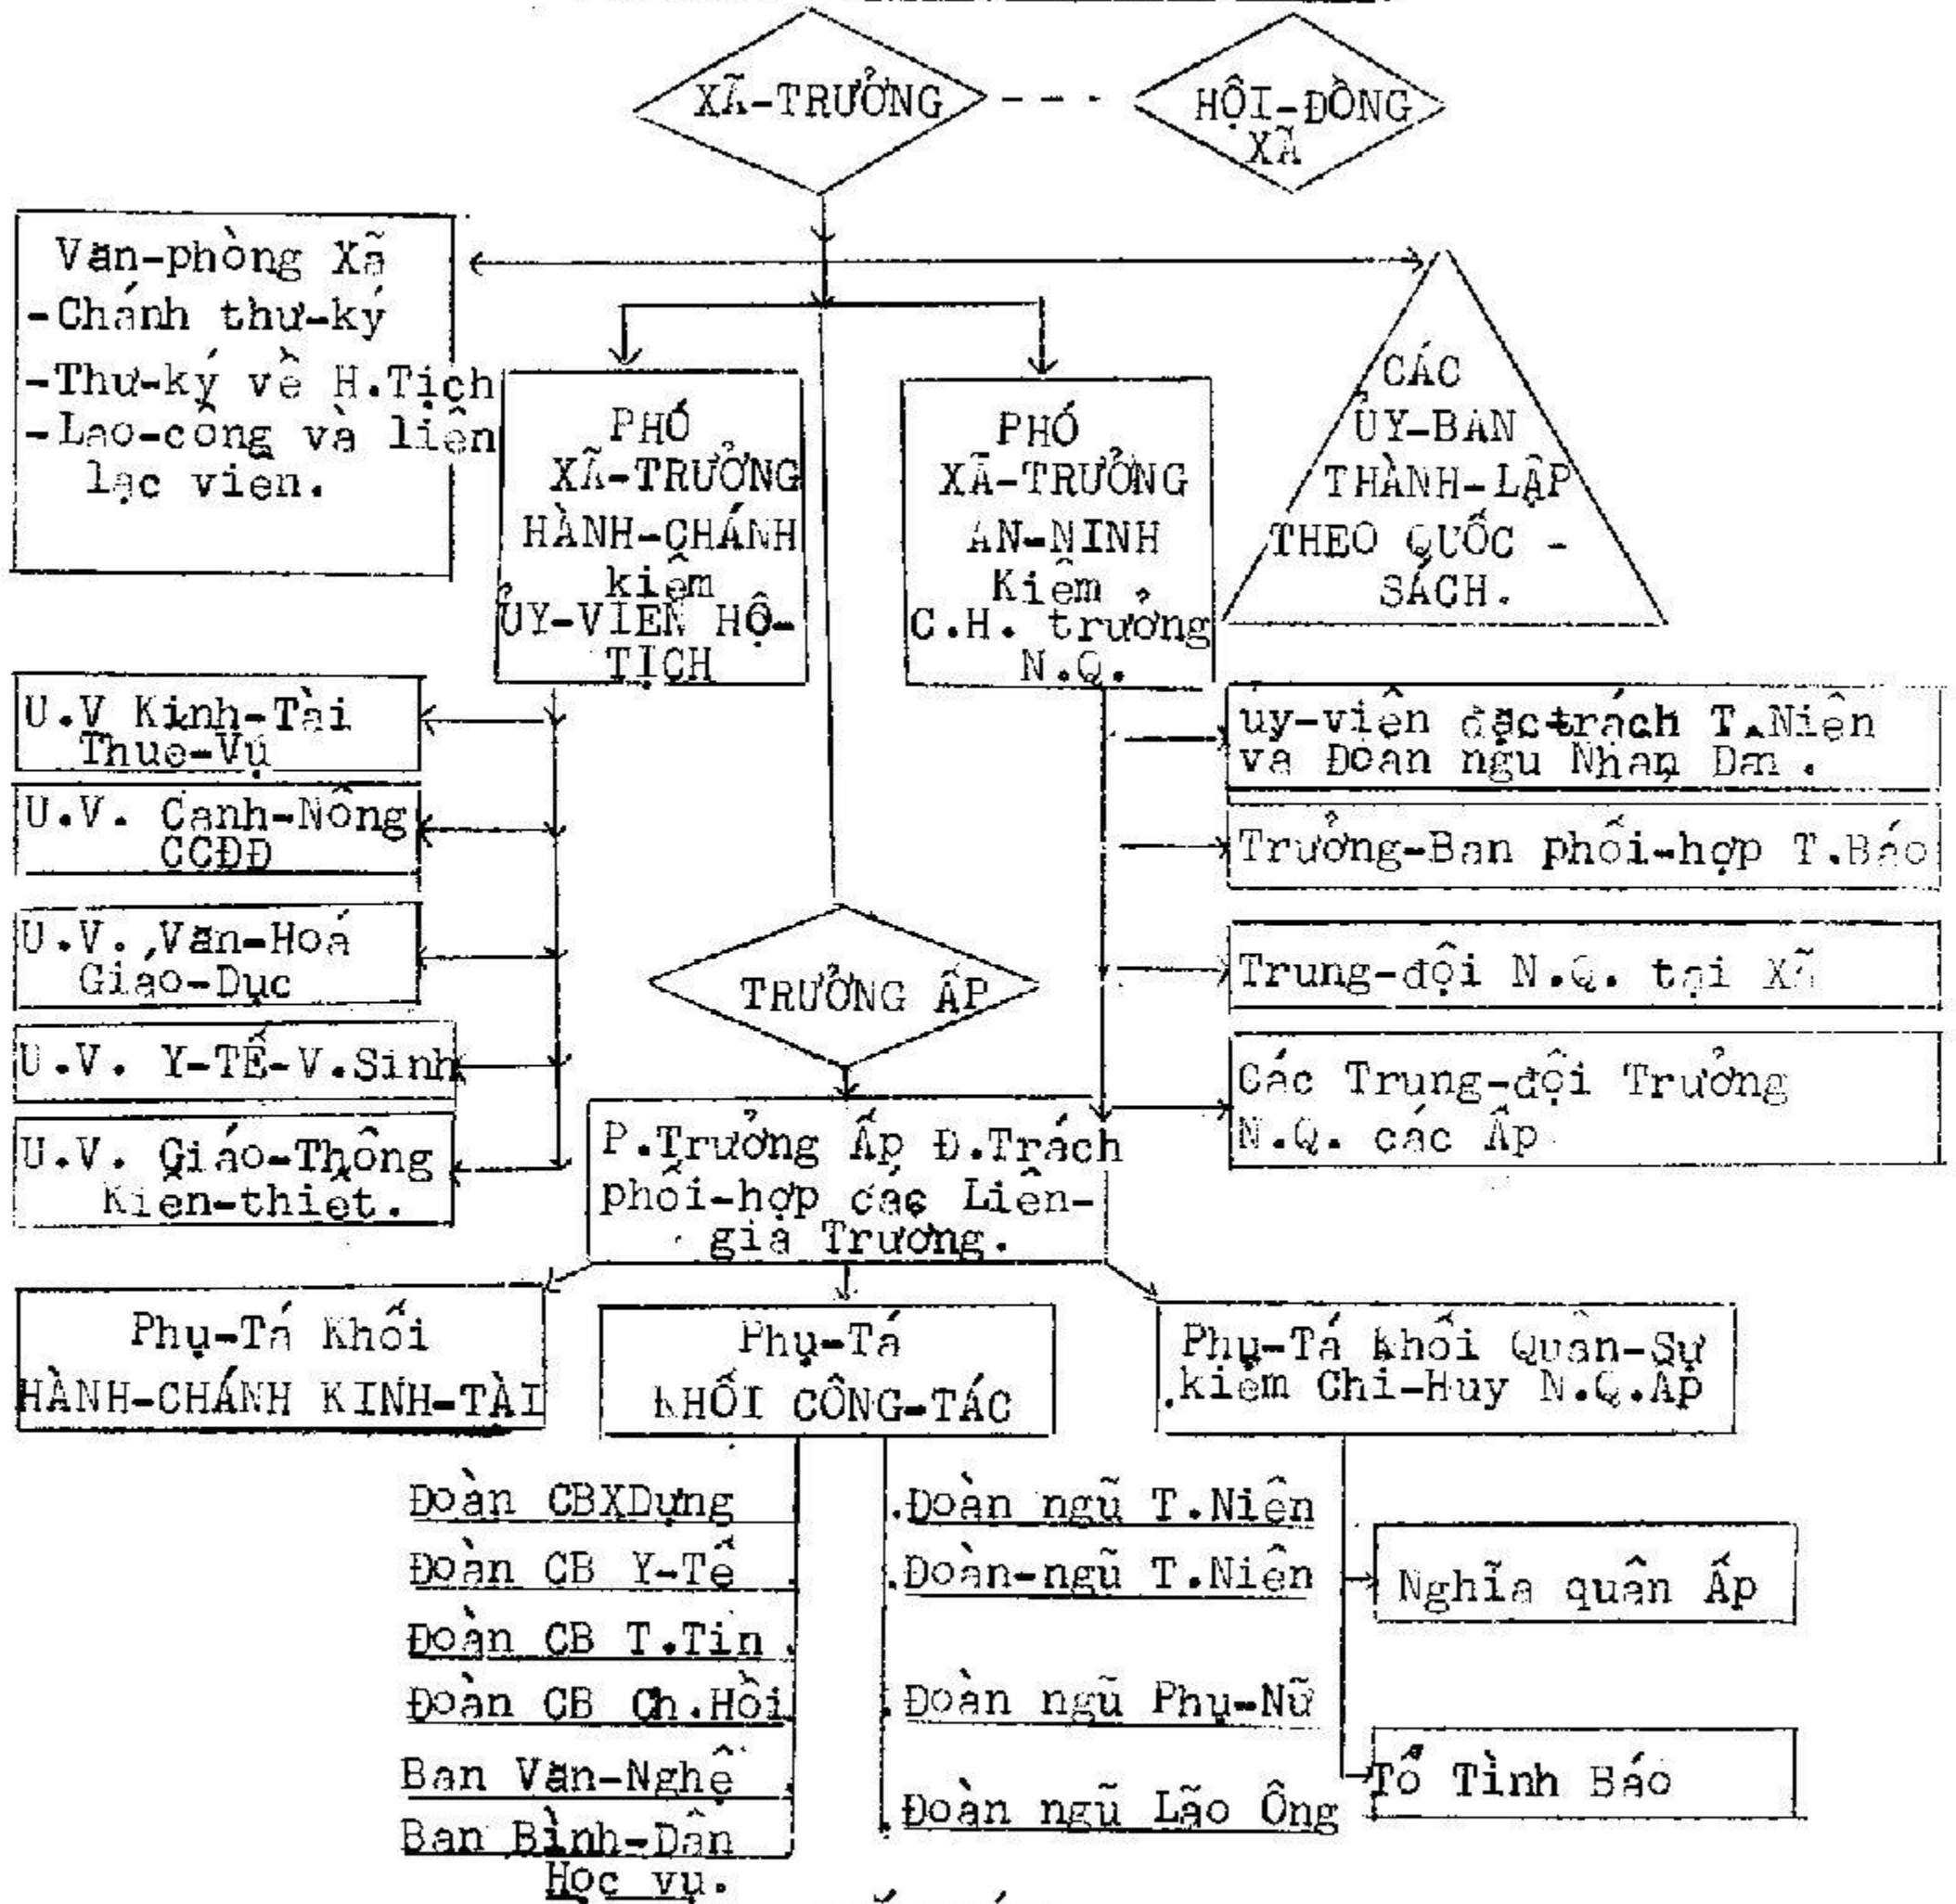 XÃ-TRƯỞNG
HỘI-ĐỒNG
XÃ
Văn-phòng Xã
-Chánh thư-ký
-Thư-ký về H.Tịch
-Lao-công và liên
lạc viên.
PHÓ
XÃ-TRƯỞNG
HÀNH-CHÁNH
kiêm
ỦY-VIÊN HỘ-
TỊCH
PHÓ
XÃ-TRƯỞNG
AN-NINH
Kiêm
C.H. trưởng
N.Q.
CÁC
ỦY-BAN
THÀNH-LẬP
THEO QUỐC -
SÁCH.
U.V Kinh-Tài
Thuế-Vụ
U.V. Canh-Nông
CCĐĐ
U.V. Văn-Hoá
Giáo-Dục
U.V. Y-TẾ-V.Sinh
U.V. Giáo-Thông
Kiến-thiết.
ủy-viên đặc trách T.Niên
và Đoàn ngũ Nhân Dân.
Trưởng-Ban phối-hợp T.Báo
Trung-đội N.Q. tại Xã
Các Trung-đội Trưởng
N.Q. các Ấp
TRƯỞNG ẤP
P.Trưởng Ấp Đ.Trách
phối-hợp các Liên-
gia Trưởng.
Phụ-Tá Khối
HÀNH-CHÁNH KINH-TÀI
Phụ-Tá
KHỐI CÔNG-TÁC
Phụ-Tá Khối Quân-Sự
kiêm Chỉ-Huy N.Q.Ấp
Đoàn CBXDựng
Đoàn CB Y-Tế
Đoàn CB T.Tin
Đoàn CB Ch.Hồi
Ban Văn-Nghệ
Ban Bình-Dân
Học vụ.
Đoàn ngũ T.Niên
Đoàn-ngũ T.Niên
Đoàn ngũ Phụ-Nữ
Đoàn ngũ Lão Ông
Nghĩa quân Ấp
Tổ Tình Báo